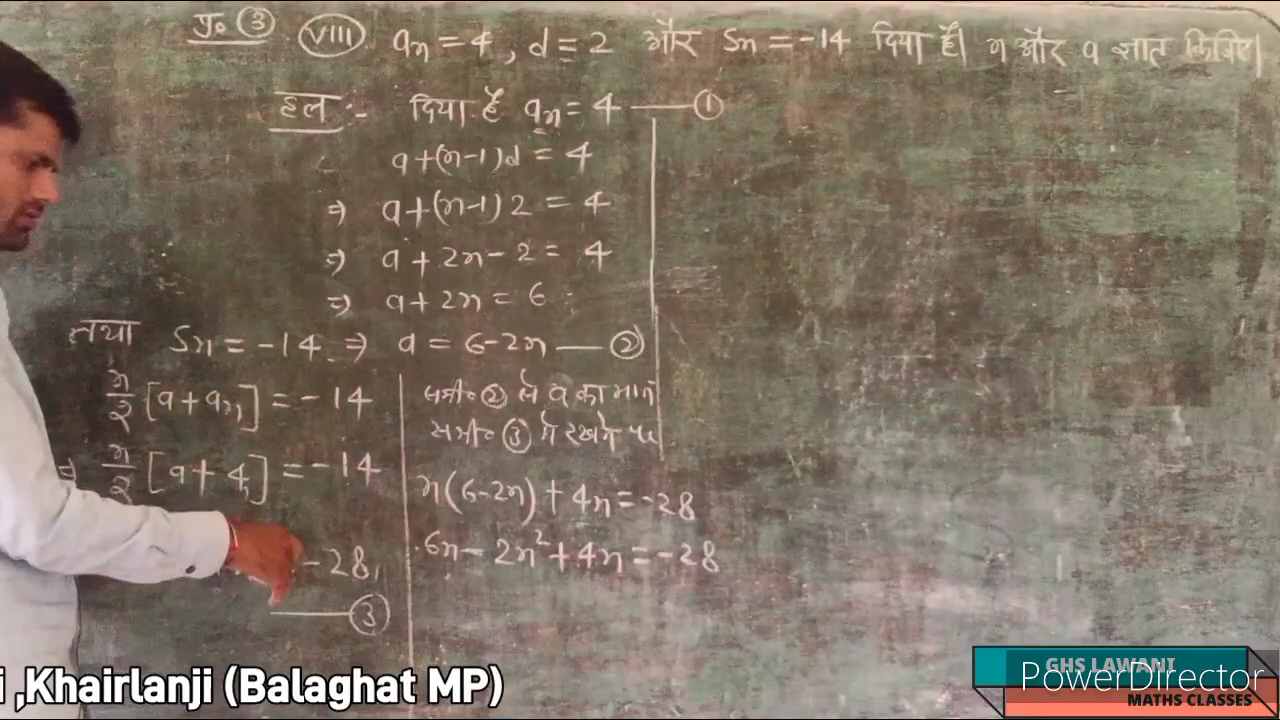 प्र० ③ (VIII) aₙ = 4, d = 2 और Sₙ = -14 दिया है। n और a ज्ञात किजिए।
हल :- दिया है aₙ = 4 —— ①
a+(n-1)d = 4
⇒ a+(n-1)2 = 4
⇒ a+2n-2 = 4
⇒ a+2n = 6
तथा Sₙ = -14 ⇒ a = 6-2n —— ②
n/2 [a+aₙ] = -14
⇒ n/2 [a+4] = -14
-28
—— ③
समी० ② से a का मान
समी० ③ में रखने पर
n(6-2n)+4n = -28
6n-2n²+4n = -28
i ,Khairlanji (Balaghat MP)
GHS LAWANI
PowerDirector
MATHS CLASSES